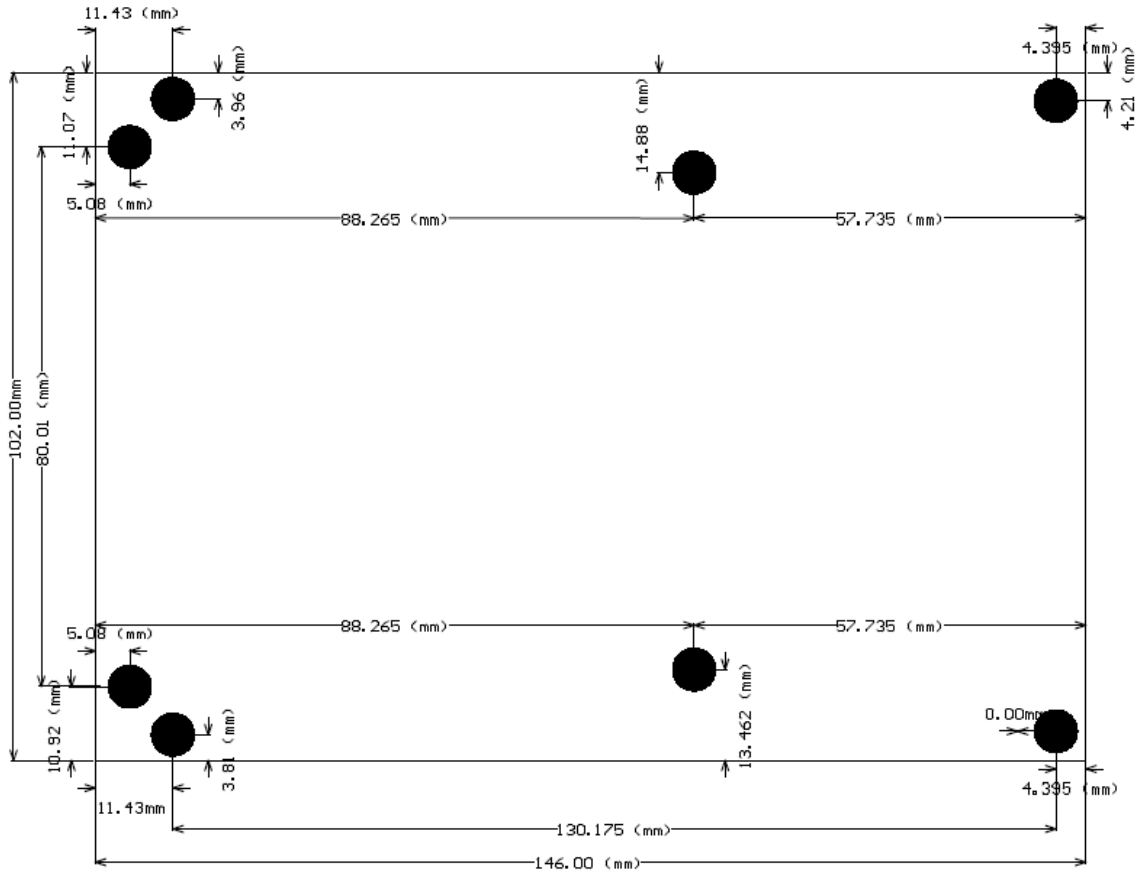 11.43 (mm)
4.395 (mm)
11.07 (mm)
3.96 (mm)
14.88 (mm)
4.21 (mm)
5.08 (mm)
88.265 (mm)
57.735 (mm)
102.00mm
80.01 (mm)
88.265 (mm)
57.735 (mm)
5.08 (mm)
10.92 (mm)
3.81 (mm)
13.462 (mm)
0.00mm
4.395 (mm)
11.43mm
130.175 (mm)
146.00 (mm)